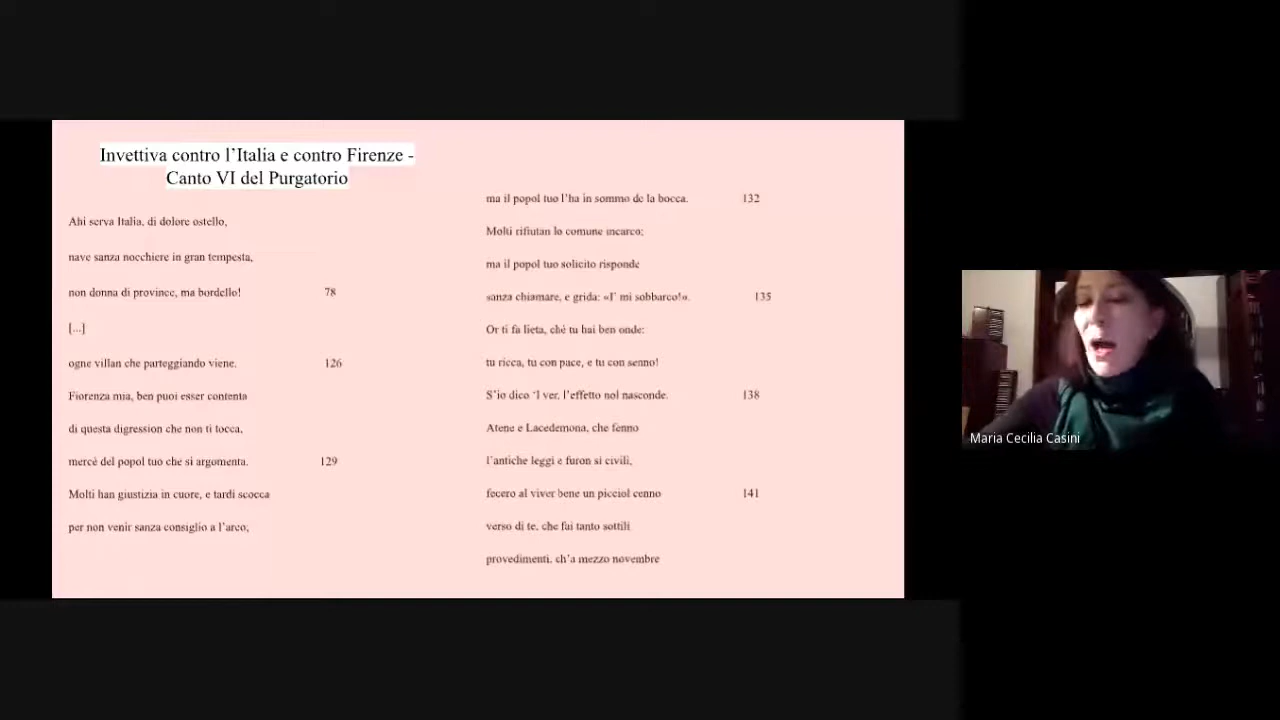 Invettiva contro l’Italia e contro Firenze -
Canto VI del Purgatorio
Ahi serva Italia, di dolore ostello,
nave sanza nocchiere in gran tempesta,
non donna di province, ma bordello! 78
[...]
ogne villan che parteggiando viene. 126
Fiorenza mia, ben puoi esser contenta
di questa digression che non ti tocca,
mercè del popol tuo che si argomenta. 129
Molti han giustizia in cuore, e tardi scocca
per non venir sanza consiglio a l’arco;
ma il popol tuo l’ha in sommo de la bocca. 132
Molti rifiutan lo comune incarco;
ma il popol tuo solicito risponde
sanza chiamare, e grida: «I’ mi sobbarco!». 135
Or ti fa lieta, ché tu hai ben onde:
tu ricca, tu con pace, e tu con senno!
S’io dico ‘l ver, l’effetto nol nasconde. 138
Atene e Lacedemona, che fenno
l’antiche leggi e furon sì civili,
fecero al viver bene un picciol cenno 141
verso di te, che fai tanto sottili
provedimenti, ch’a mezzo novembre
Maria Cecilia Casini